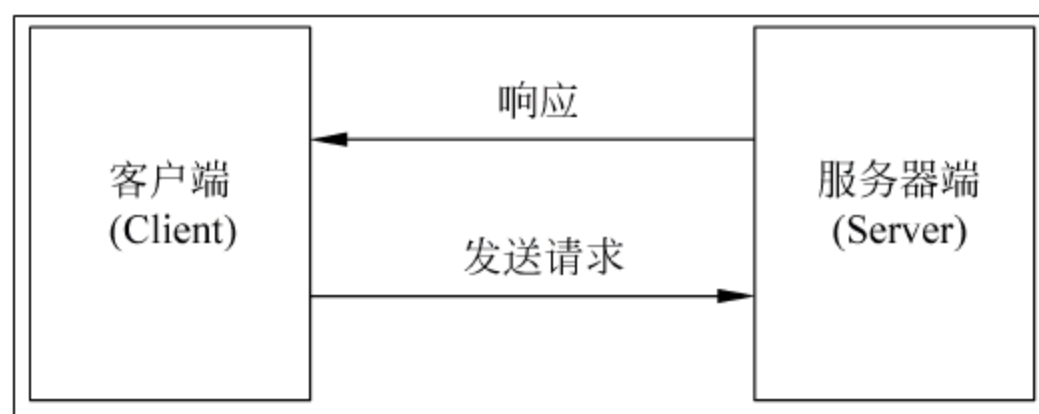 响应
客户端
(Client)
服务器端
(Server)
发送请求